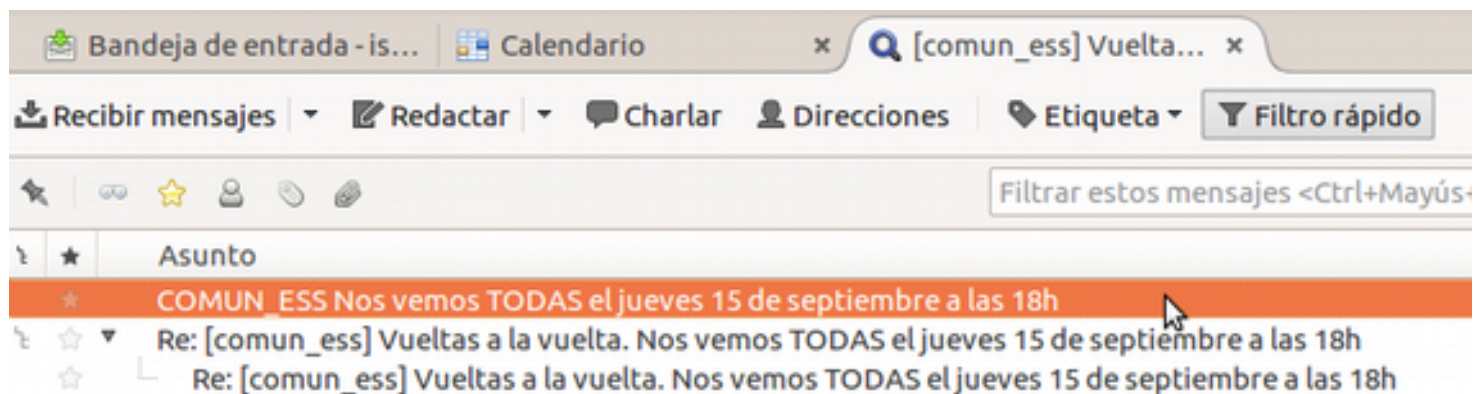 Bandeja de entrada - is... Calendario [comun_ess] Vuelta...
Recibir mensajes Redactar Charlar Direcciones Etiqueta Filtro rápido
Filtrar estos mensajes <Ctrl+Mayús+
Asunto
COMUN_ESS Nos vemos TODAS el jueves 15 de septiembre a las 18h
Re: [comun_ess] Vueltas a la vuelta. Nos vemos TODAS el jueves 15 de septiembre a las 18h
Re: [comun_ess] Vueltas a la vuelta. Nos vemos TODAS el jueves 15 de septiembre a las 18h